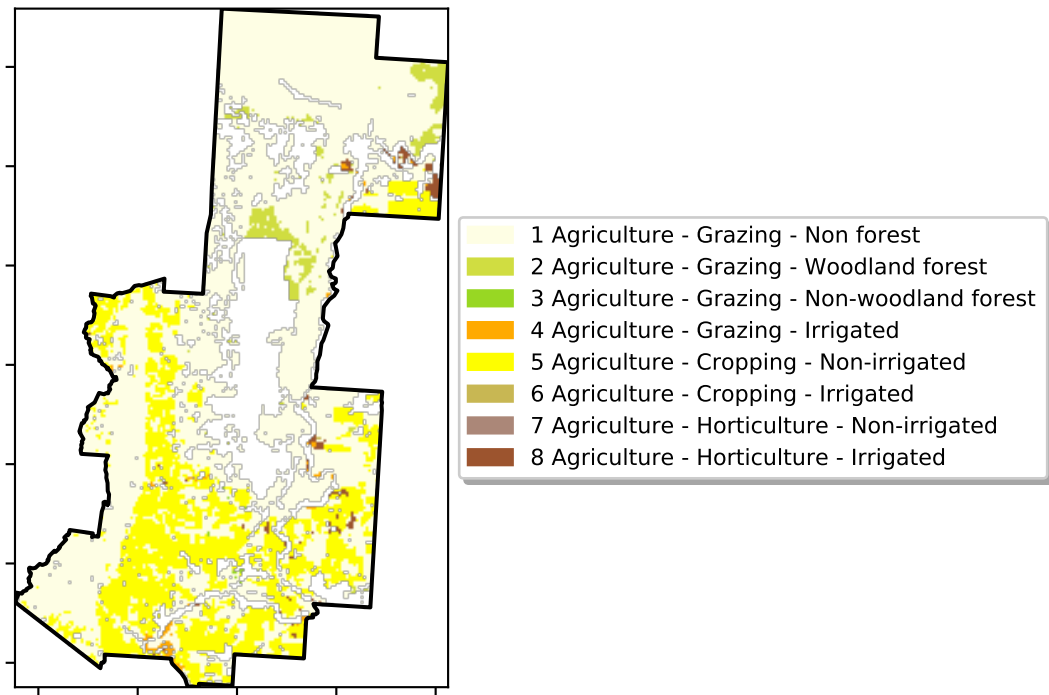 1 Agriculture - Grazing - Non forest
2 Agriculture - Grazing - Woodland forest
3 Agriculture - Grazing - Non-woodland forest
4 Agriculture - Grazing - Irrigated
5 Agriculture - Cropping - Non-irrigated
6 Agriculture - Cropping - Irrigated
7 Agriculture - Horticulture - Non-irrigated
8 Agriculture - Horticulture - Irrigated